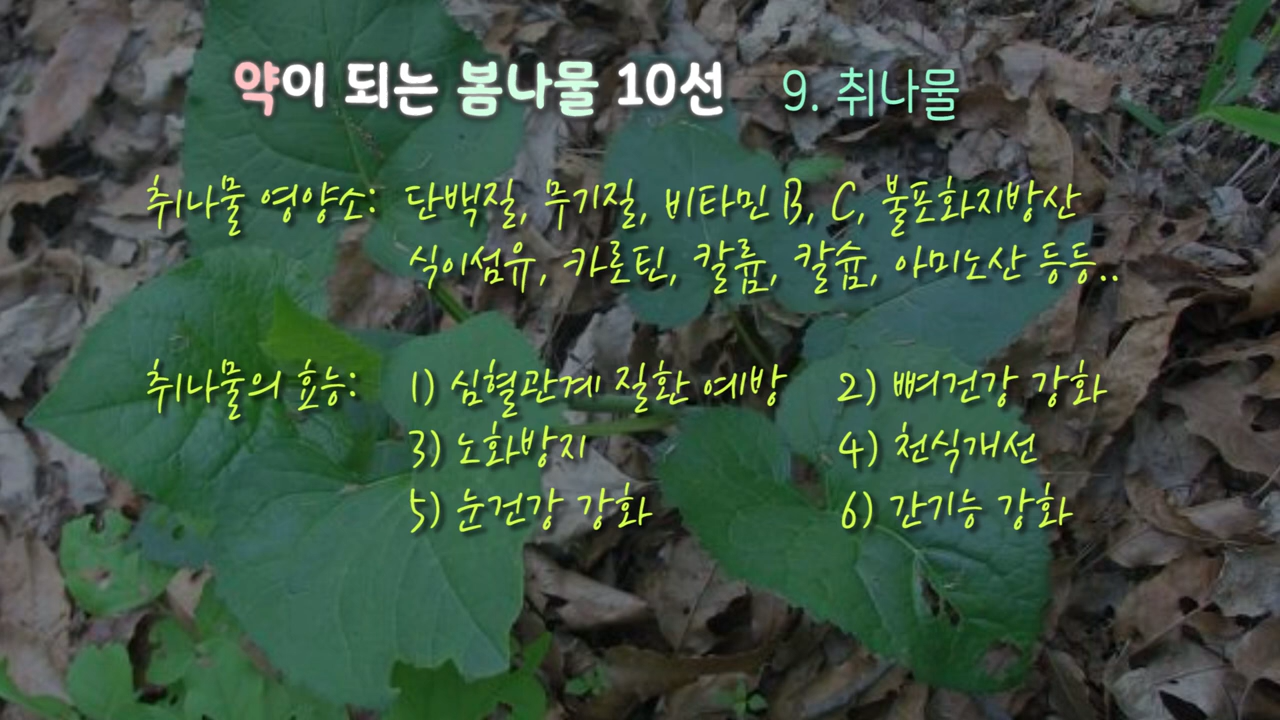 약이 되는 봄나물 10선 9. 취나물
취나물 영양소: 단백질, 무기질, 비타민 B, C, 불포화지방산
식이섬유, 카로틴, 칼륨, 칼슘, 아미노산 등등..
취나물의 효능: 1) 심혈관계 질환 예방 2) 뼈건강 강화
3) 노화방지 4) 천식개선
5) 눈건강 강화 6) 간기능 강화